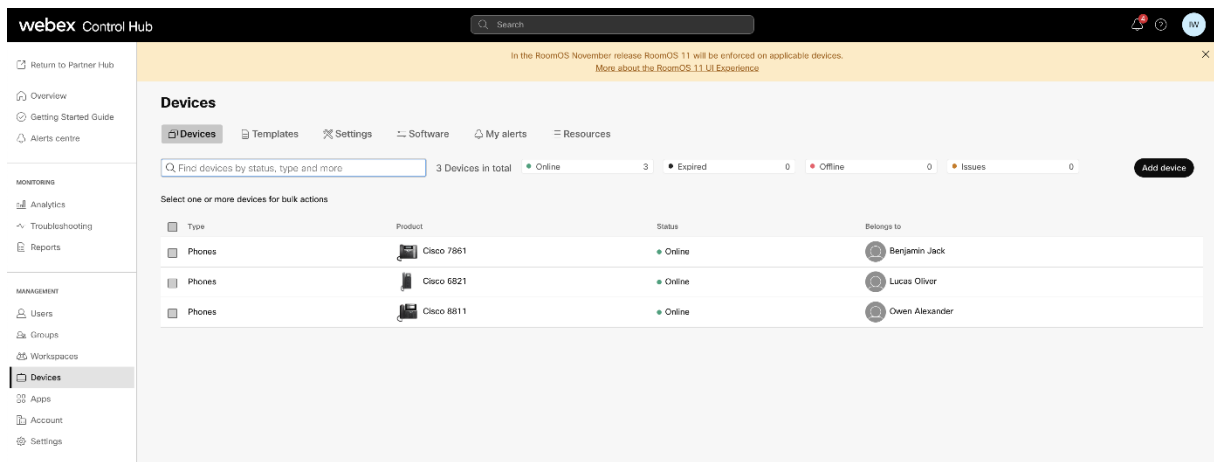 webex Control Hub
Search
4
IW
Return to Partner Hub
Overview
Getting Started Guide
Alerts centre
MONITORING
Analytics
Troubleshooting
Reports
MANAGEMENT
Users
Groups
Workspaces
Devices
Apps
Account
Settings
In the RoomOS November release RoomOS 11 will be enforced on applicable devices.
More about the RoomOS 11 UI Experience
Devices
Devices Templates Settings Software My alerts Resources
Find devices by status, type and more 3 Devices in total Online 3 Expired 0 Offline 0 Issues 0 Add device
Select one or more devices for bulk actions
Type Product Status Belongs to
Phones Cisco 7861 Online Benjamin Jack
Phones Cisco 6821 Online Lucas Oliver
Phones Cisco 8811 Online Owen Alexander